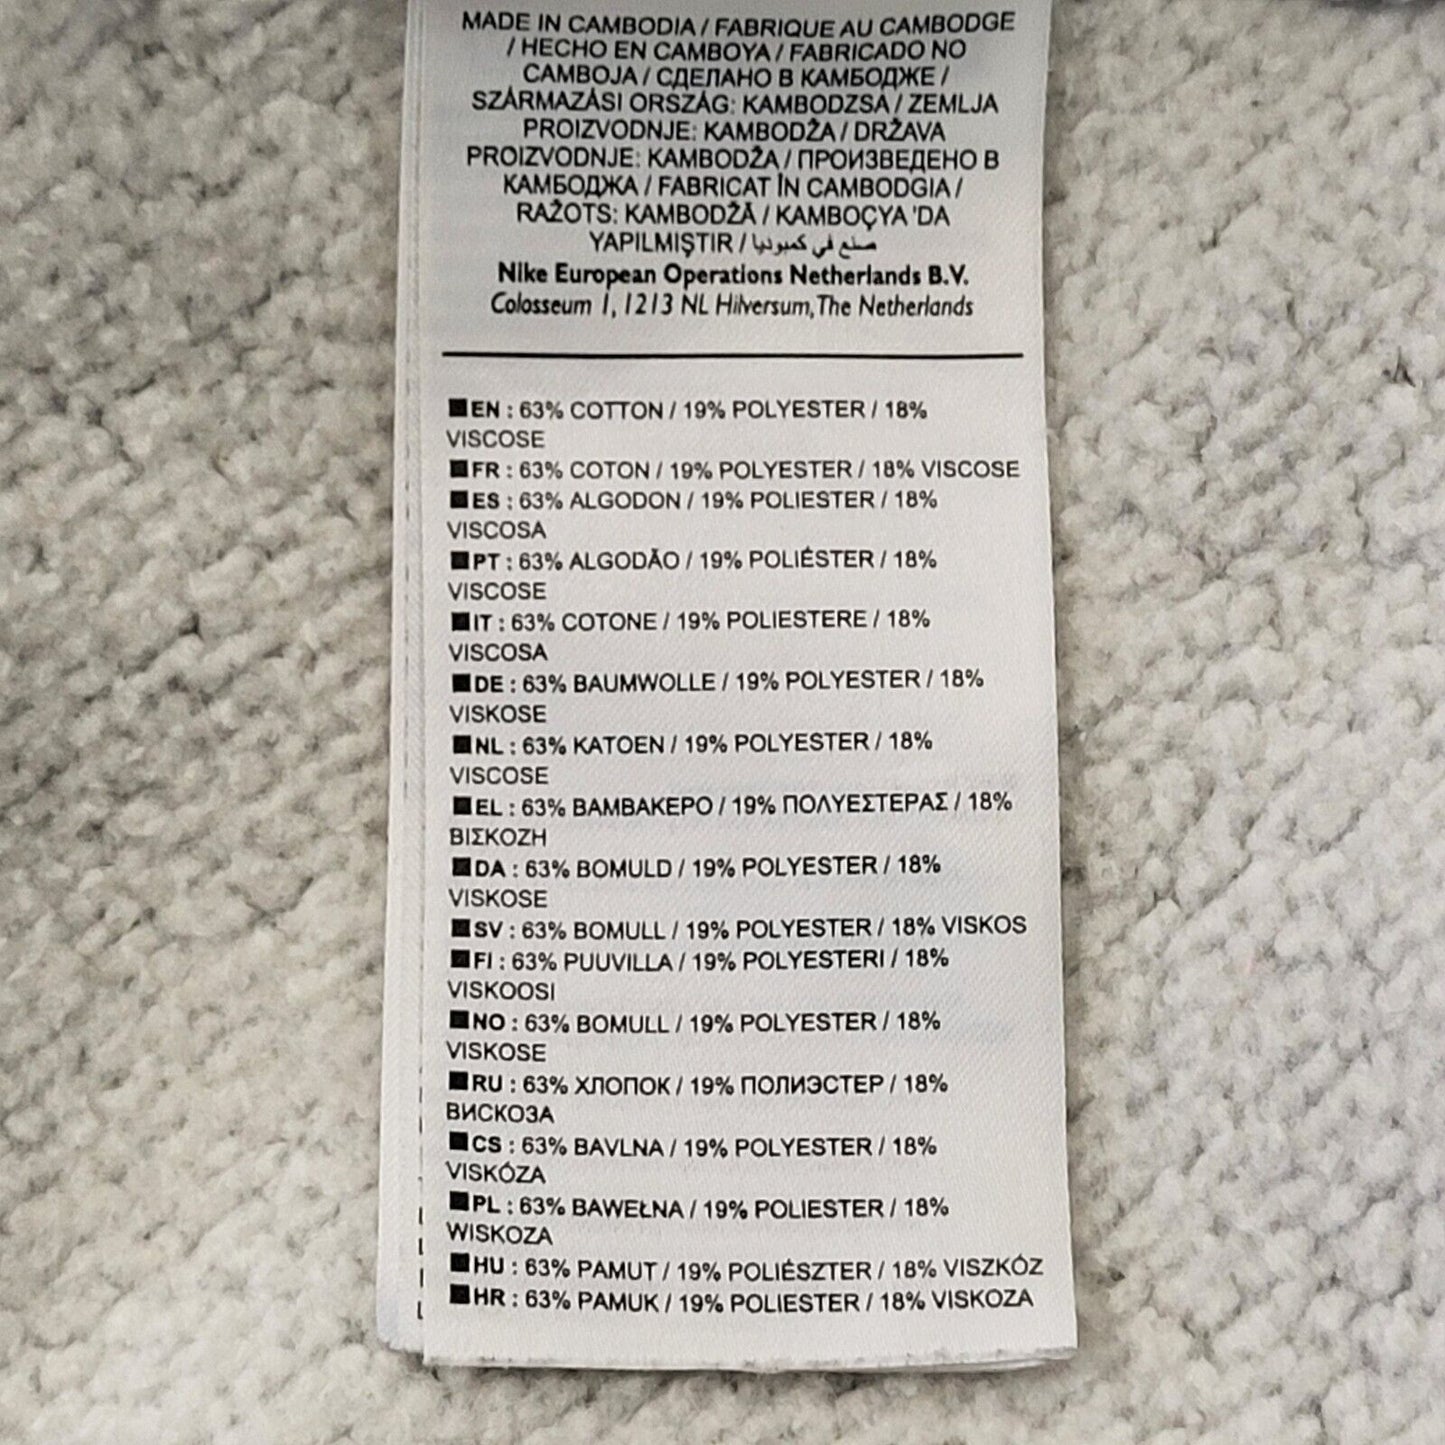 MADE IN CAMBODIA / FABRIQUE AU CAMBODGE
/ HECHO EN CAMBOYA / FABRICADO NO
CAMBOJA / СДЕЛАНО В КАМБОДЖЕ /
SZÁRMAZÁSI ORSZÁG: KAMBODZSA / ZEMLJA
PROIZVODNJE: KAMBODŽA / DRŽAVA
PROIZVODNJE: KAMBODŽA / ПРОИЗВЕДЕНО В
КАМБОДЖА / FABRICAT ÎN CAMBODGIA /
RAŽOTS: KAMBODŽĀ / KAMBOÇYA 'DA
YAPILMIŞTIR / صنع في كمبوديا
Nike European Operations Netherlands B.V.
Colosseum 1, 1213 NL Hilversum, The Netherlands
EN : 63% COTTON / 19% POLYESTER / 18%
VISCOSE
FR : 63% COTON / 19% POLYESTER / 18% VISCOSE
ES : 63% ALGODON / 19% POLIESTER / 18%
VISCOSA
PT : 63% ALGODÃO / 19% POLIÉSTER / 18%
VISCOSE
IT : 63% COTONE / 19% POLIESTERE / 18%
VISCOSA
DE : 63% BAUMWOLLE / 19% POLYESTER / 18%
VISKOSE
NL : 63% KATOEN / 19% POLYESTER / 18%
VISCOSE
EL : 63% ΒΑΜΒΑΚΕΡΟ / 19% ΠΟΛΥΕΣΤΕΡΑΣ / 18%
ΒΙΣΚΟΖΗ
DA : 63% BOMULD / 19% POLYESTER / 18%
VISKOSE
SV : 63% BOMULL / 19% POLYESTER / 18% VISKOS
FI : 63% PUUVILLA / 19% POLYESTERI / 18%
VISKOOSI
NO : 63% BOMULL / 19% POLYESTER / 18%
VISKOSE
RU : 63% ХЛОПОК / 19% ПОЛИЭСТЕР / 18%
ВИСКОЗА
CS : 63% BAVLNA / 19% POLYESTER / 18%
VISKÓZA
PL : 63% BAWEŁNA / 19% POLIESTER / 18%
WISKOZA
HU : 63% PAMUT / 19% POLIÉSZTER / 18% VISZKÓZ
HR : 63% PAMUK / 19% POLIESTER / 18% VISKOZA